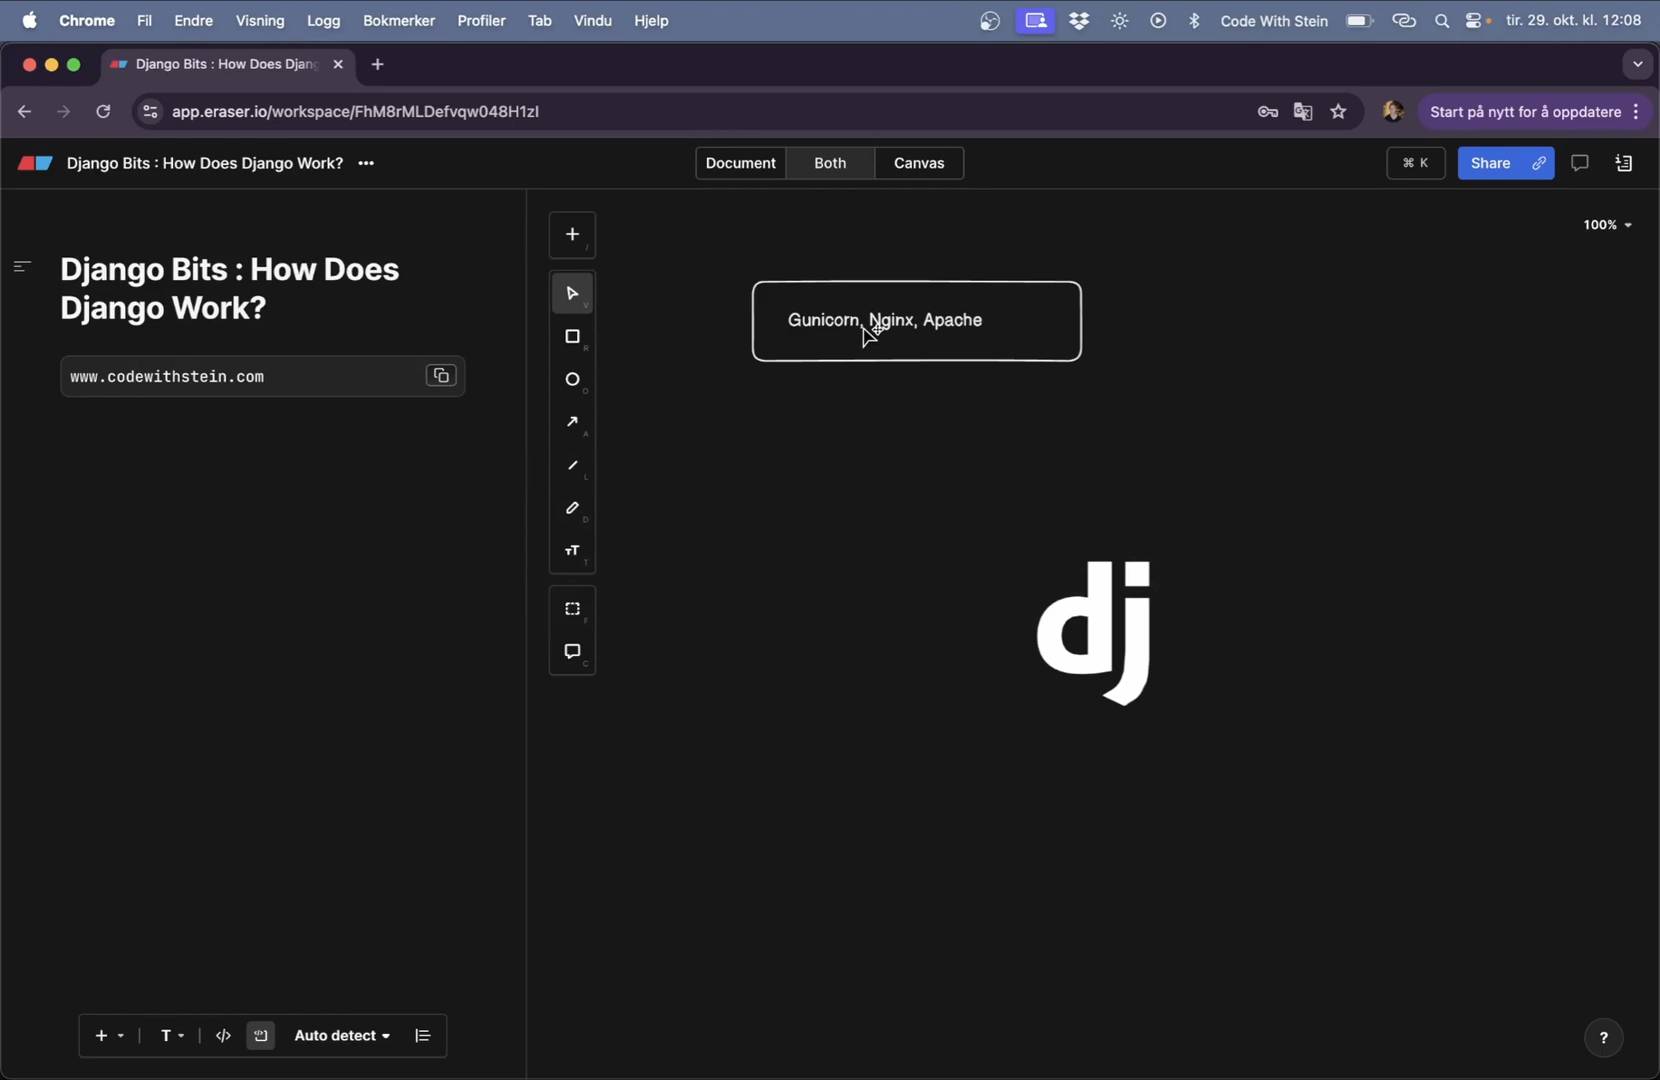 Chrome Fil Endre Visning Logg Bokmerker Profiler Tab Vindu Hjelp Code With Stein tir. 29. okt. kl. 12:08
Django Bits : How Does Djang
app.eraser.io/workspace/FhM8rMLDefvqw048H1zI Start på nytt for å oppdatere
Django Bits : How Does Django Work? Document Both Canvas ⌘ K Share
100%
Django Bits : How Does
Django Work?
www.codewithstein.com
Gunicorn, Nginx, Apache
/
V
R
O
A
L
D
T
F
C
dj
T </> Auto detect ?